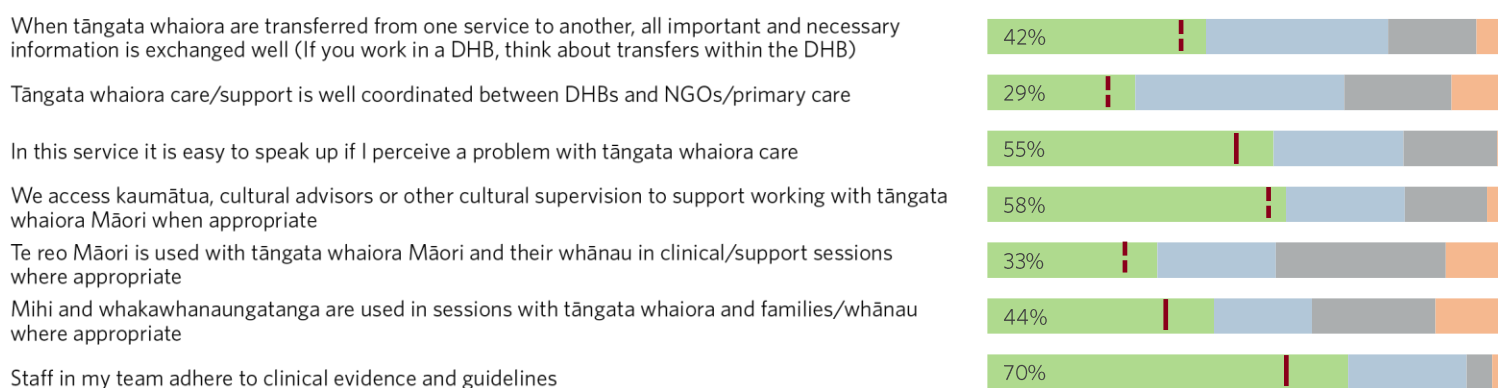 When tāngata whaiora are transferred from one service to another, all important and necessary
information is exchanged well (If you work in a DHB, think about transfers within the DHB)
42%
Tāngata whaiora care/support is well coordinated between DHBs and NGOs/primary care
29%
In this service it is easy to speak up if I perceive a problem with tāngata whaiora care
55%
We access kaumātua, cultural advisors or other cultural supervision to support working with tāngata
whaiora Māori when appropriate
58%
Te reo Māori is used with tāngata whaiora Māori and their whānau in clinical/support sessions
where appropriate
33%
Mihi and whakawhanaungatanga are used in sessions with tāngata whaiora and families/whānau
where appropriate
44%
Staff in my team adhere to clinical evidence and guidelines
70%